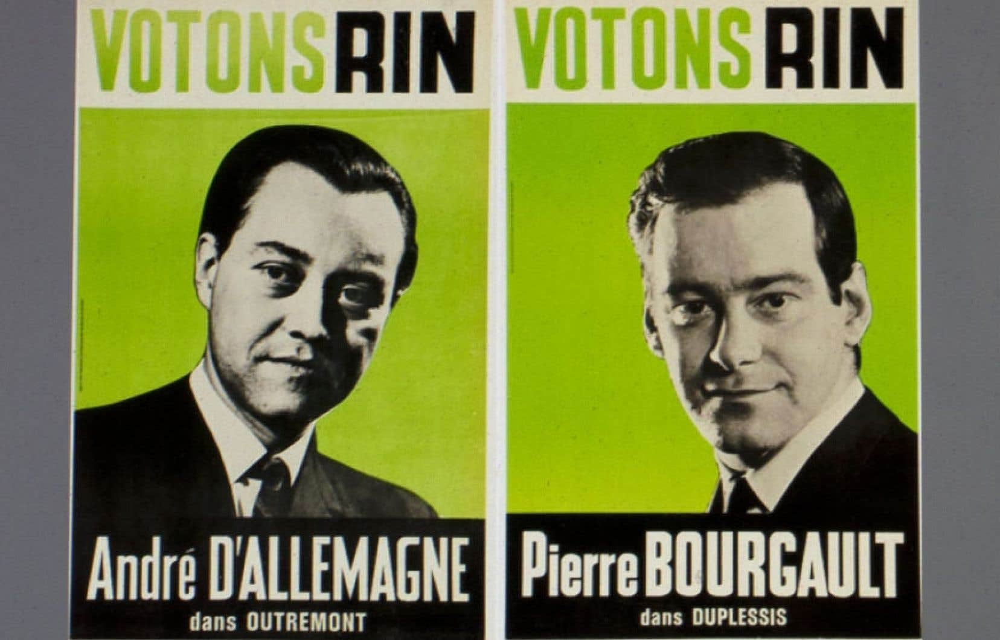 VOTONS RIN
André D'ALLEMAGNE
dans OUTREMONT
VOTONS RIN
Pierre BOURGAULT
dans DUPLESSIS